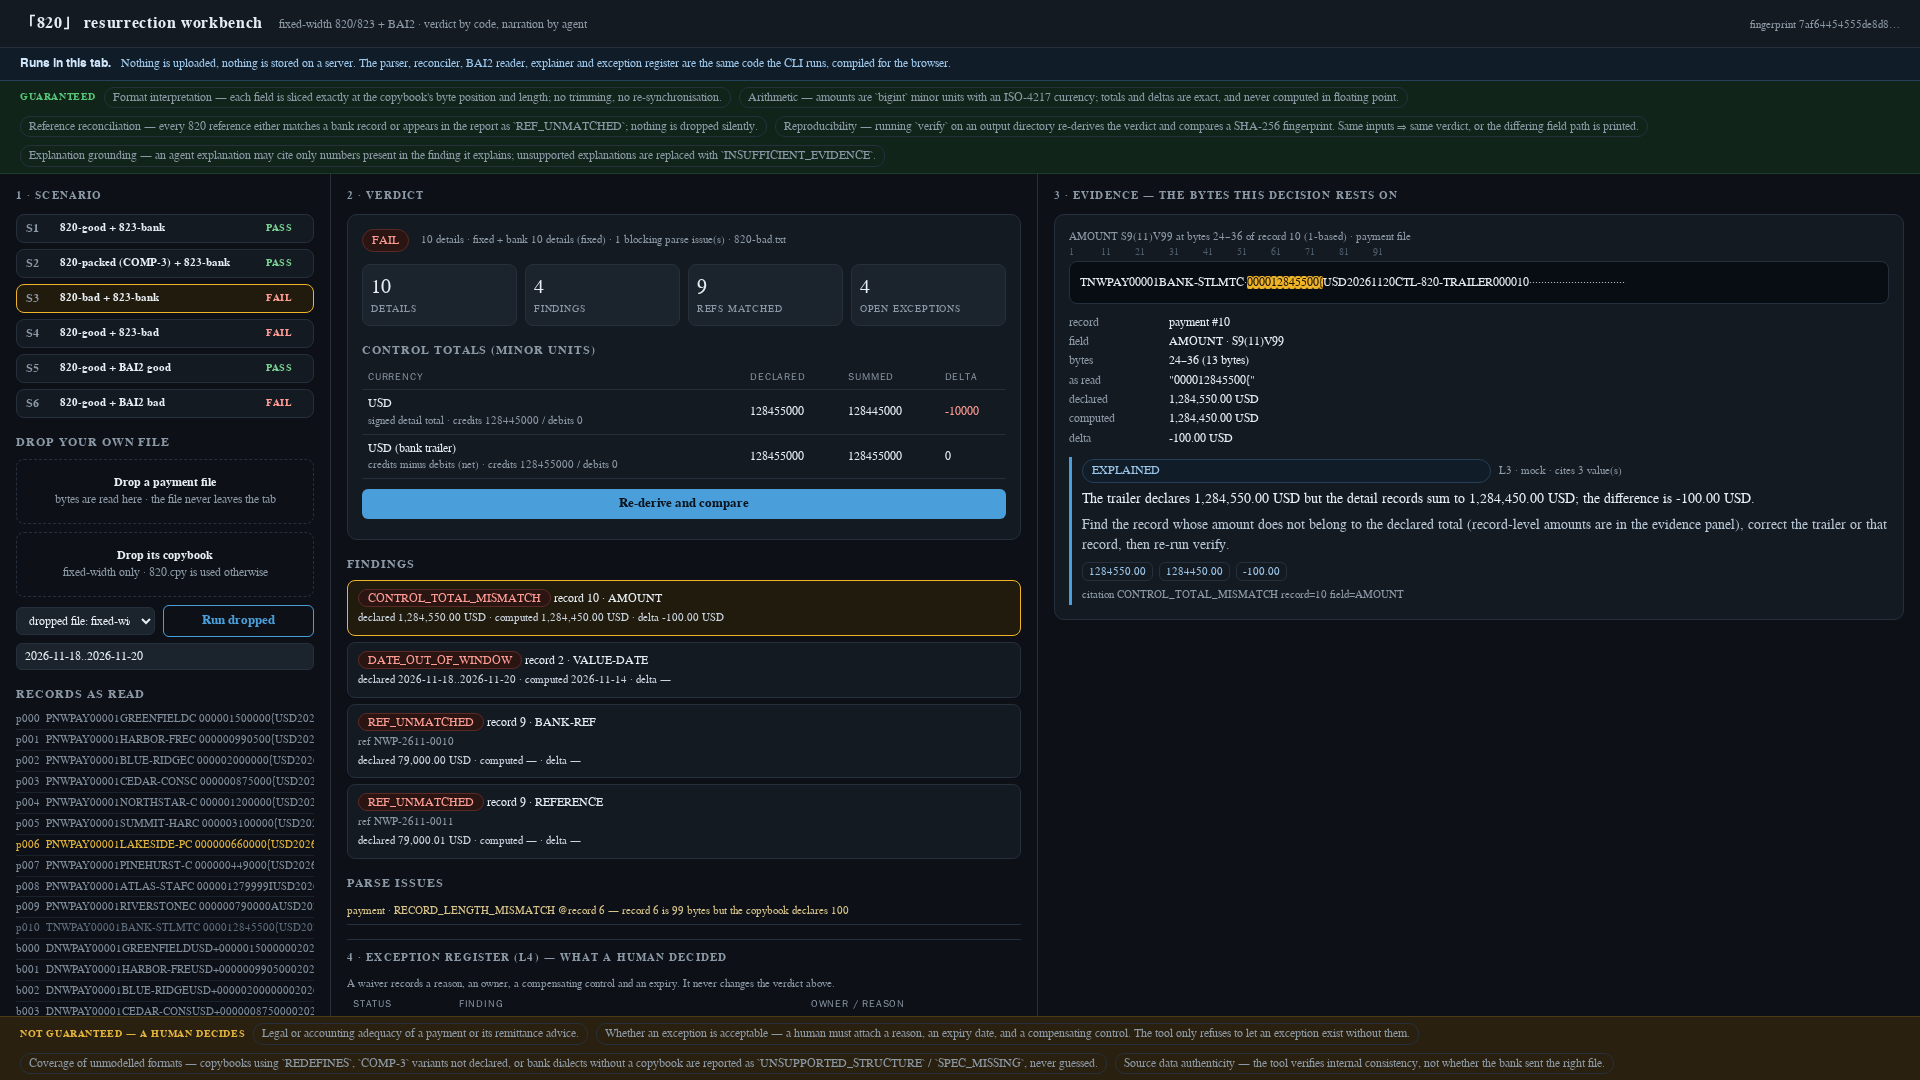 「820」 resurrection workbench fixed-width 820/823 + BAI2 · verdict by code, narration by agent fingerprint 7af64454555de8d8…
Runs in this tab. Nothing is uploaded, nothing is stored on a server. The parser, reconciler, BAI2 reader, explainer and exception register are the same code the CLI runs, compiled for the browser.
GUARANTEED Format interpretation — each field is sliced exactly at the copybook's byte position and length; no trimming, no re-synchronisation. Arithmetic — amounts are `bigint` minor units with an ISO-4217 currency; totals and deltas are exact, and never computed in floating point.
Reference reconciliation — every 820 reference either matches a bank record or appears in the report as `REF_UNMATCHED`; nothing is dropped silently. Reproducibility — running `verify` on an output directory re-derives the verdict and compares a SHA-256 fingerprint. Same inputs ⇒ same verdict, or the differing field path is printed.
Explanation grounding — an agent explanation may cite only numbers present in the finding it explains; unsupported explanations are replaced with `INSUFFICIENT_EVIDENCE`.
1 · SCENARIO
S1 820-good + 823-bank PASS
S2 820-packed (COMP-3) + 823-bank PASS
S3 820-bad + 823-bank FAIL
S4 820-good + 823-bad FAIL
S5 820-good + BAI2 good PASS
S6 820-good + BAI2 bad FAIL
DROP YOUR OWN FILE
Drop a payment file
bytes are read here · the file never leaves the tab
Drop its copybook
fixed-width only · 820.cpy is used otherwise
dropped file: fixed-wi Run dropped
2026-11-18..2026-11-20
RECORDS AS READ
p000 PNWPAY00001GREENFIELDC 000001500000{USD202
p001 PNWPAY00001HARBOR-FREC 000000990500{USD202
p002 PNWPAY00001BLUE-RIDGEC 000002000000{USD202
p003 PNWPAY00001CEDAR-CONSC 000000875000{USD202
p004 PNWPAY00001NORTHSTAR-C 000001200000{USD202
p005 PNWPAY00001SUMMIT-HARC 000003100000{USD202
p006 PNWPAY00001LAKESIDE-PC 000000660000{USD2026
p007 PNWPAY00001PINEHURST-C 000000449000{USD2026
p008 PNWPAY00001ATLAS-STAFC 000001279999IUSD202
p009 PNWPAY00001RIVERSTONEC 000000790000AUSD20
p010 TNWPAY00001BANK-STLMTC 000012845500{USD20
b000 DNWPAY00001GREENFIELDUSD+0000015000000202
b001 DNWPAY00001HARBOR-FREUSD+0000009905000202
b002 DNWPAY00001BLUE-RIDGEUSD+0000020000000202
b003 DNWPAY00001CEDAR-CONSUSD+0000008750000202
2 · VERDICT
FAIL 10 details · fixed + bank 10 details (fixed) · 1 blocking parse issue(s) · 820-bad.txt
10 4 9 4
DETAILS FINDINGS REFS MATCHED OPEN EXCEPTIONS
CONTROL TOTALS (MINOR UNITS)
CURRENCY DECLARED SUMMED DELTA
USD 128455000 128445000 -10000
signed detail total · credits 128445000 / debits 0
USD (bank trailer) 128455000 128455000 0
credits minus debits (net) · credits 128455000 / debits 0
Re-derive and compare
FINDINGS
CONTROL_TOTAL_MISMATCH record 10 · AMOUNT
declared 1,284,550.00 USD · computed 1,284,450.00 USD · delta -100.00 USD
DATE_OUT_OF_WINDOW record 2 · VALUE-DATE
declared 2026-11-18..2026-11-20 · computed 2026-11-14 · delta —
REF_UNMATCHED record 9 · BANK-REF
ref NWP-2611-0010
declared 79,000.00 USD · computed — · delta —
REF_UNMATCHED record 9 · REFERENCE
ref NWP-2611-0011
declared 79,000.01 USD · computed — · delta —
PARSE ISSUES
payment · RECORD_LENGTH_MISMATCH @record 6 — record 6 is 99 bytes but the copybook declares 100
4 · EXCEPTION REGISTER (L4) — WHAT A HUMAN DECIDED
A waiver records a reason, an owner, a compensating control and an expiry. It never changes the verdict above.
STATUS FINDING OWNER / REASON
3 · EVIDENCE — THE BYTES THIS DECISION RESTS ON
AMOUNT S9(11)V99 at bytes 24–36 of record 10 (1-based) · payment file
1 11 21 31 41 51 61 71 81 91
TNWPAY00001BANK-STLMTC·000012845500{USD20261120CTL-820-TRAILER000010······························
record payment #10
field AMOUNT · S9(11)V99
bytes 24–36 (13 bytes)
as read "000012845500{"
declared 1,284,550.00 USD
computed 1,284,450.00 USD
delta -100.00 USD
EXPLAINED L3 · mock · cites 3 value(s)
The trailer declares 1,284,550.00 USD but the detail records sum to 1,284,450.00 USD; the difference is -100.00 USD.
Find the record whose amount does not belong to the declared total (record-level amounts are in the evidence panel), correct the trailer or that
record, then re-run verify.
1284550.00 1284450.00 -100.00
citation CONTROL_TOTAL_MISMATCH record=10 field=AMOUNT
NOT GUARANTEED — A HUMAN DECIDES Legal or accounting adequacy of a payment or its remittance advice. Whether an exception is acceptable — a human must attach a reason, an expiry date, and a compensating control. The tool only refuses to let an exception exist without them.
Coverage of unmodelled formats — copybooks using `REDEFINES`, `COMP-3` variants not declared, or bank dialects without a copybook are reported as `UNSUPPORTED_STRUCTURE` / `SPEC_MISSING`, never guessed. Source data authenticity — the tool verifies internal consistency, not whether the bank sent the right file.